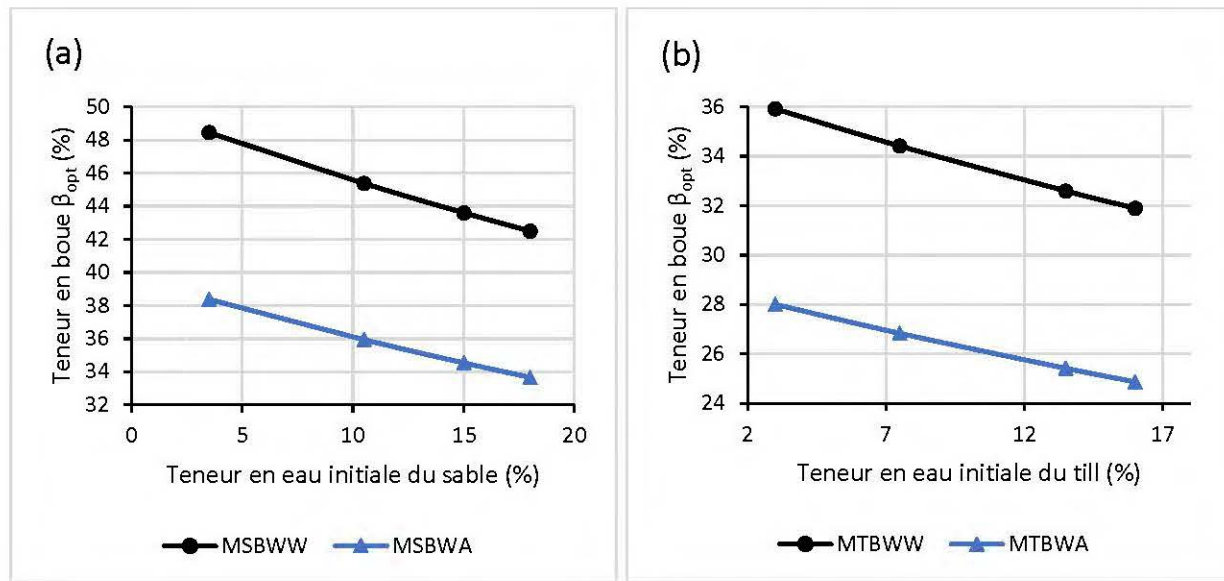 (a)
Teneur en boue βopt (%)
50
48
46
44
42
40
38
36
34
32
0 5 10 15 20
Teneur en eau initiale du sable (%)
MSBWW MSBWA
(b)
Teneur en boue βopt (%)
36
34
32
30
28
26
24
2 7 12 17
Teneur en eau initiale du till (%)
MTBWW MTBWA